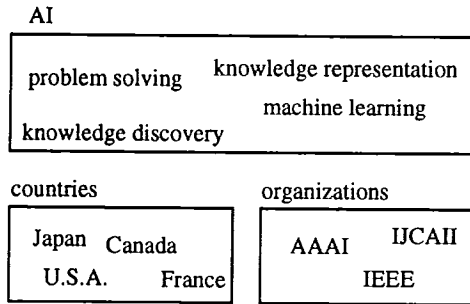 AI
problem solving
knowledge representation
machine learning
knowledge discovery
countries
Japan
Canada
U.S.A.
France
organizations
AAAI
IJCAII
IEEE